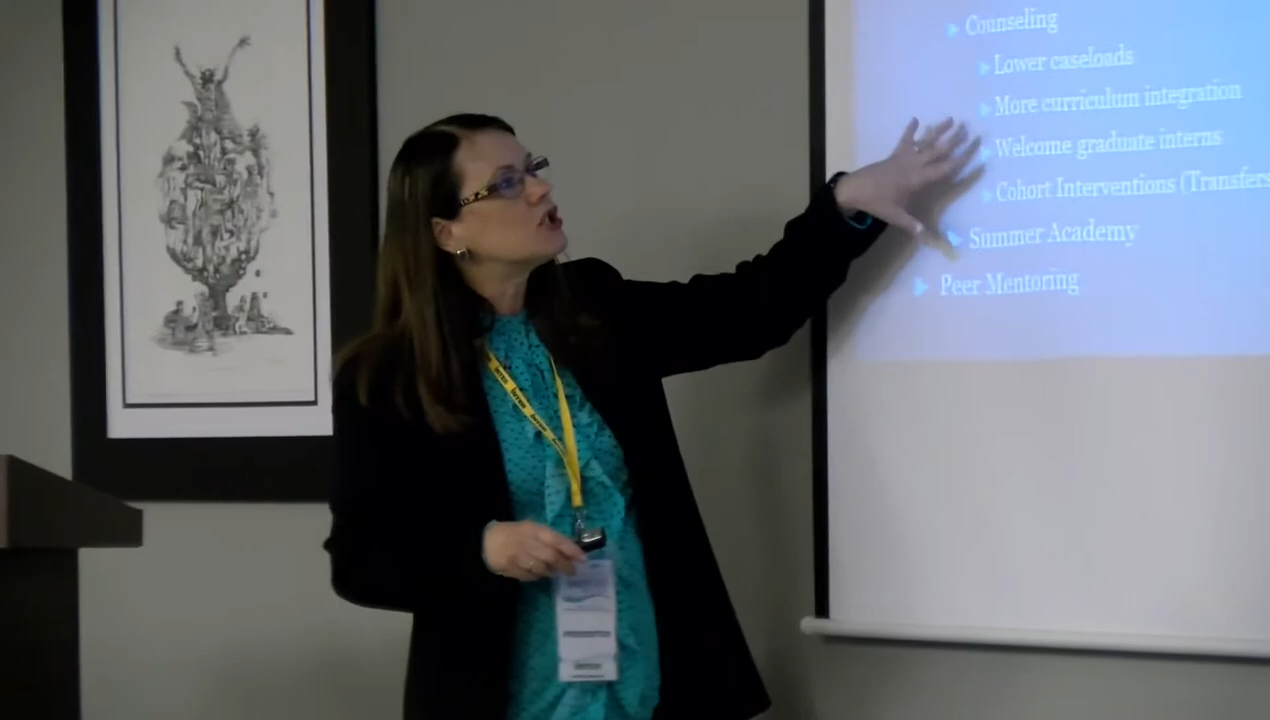 Counseling
Lower caseloads
More curriculum integration
Welcome graduate interns
Cohort Interventions (Transfers
Summer Academy
Peer Mentoring